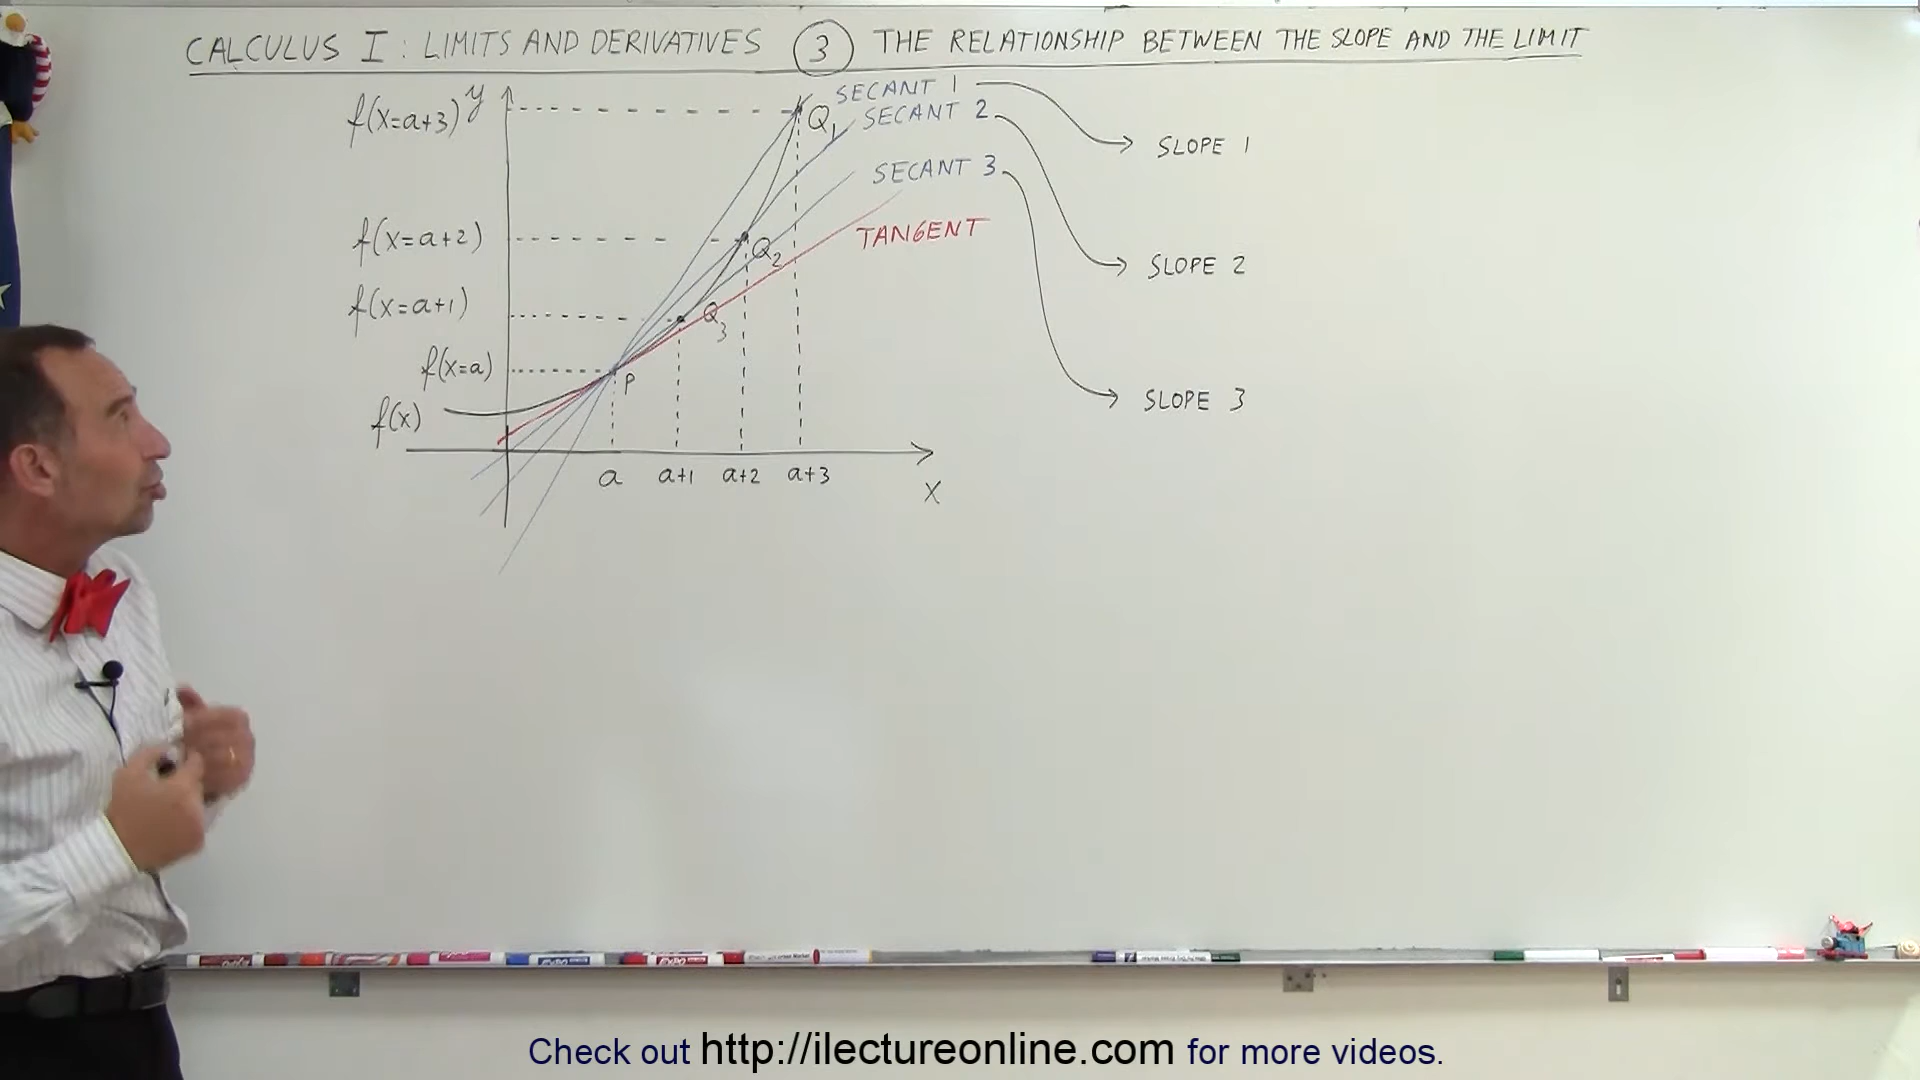 CALCULUS I : LIMITS AND DERIVATIVES 3 THE RELATIONSHIP BETWEEN THE SLOPE AND THE LIMIT
y
f(x=a+3)
Q1
SECANT 1
SLOPE 1
SECANT 2
SECANT 3
TANGENT
f(x=a+2)
Q2
SLOPE 2
f(x=a+1)
Q3
f(x=a)
P
f(x)
SLOPE 3
a a+1 a+2 a+3
x
Check out http://ilectureonline.com for more videos.